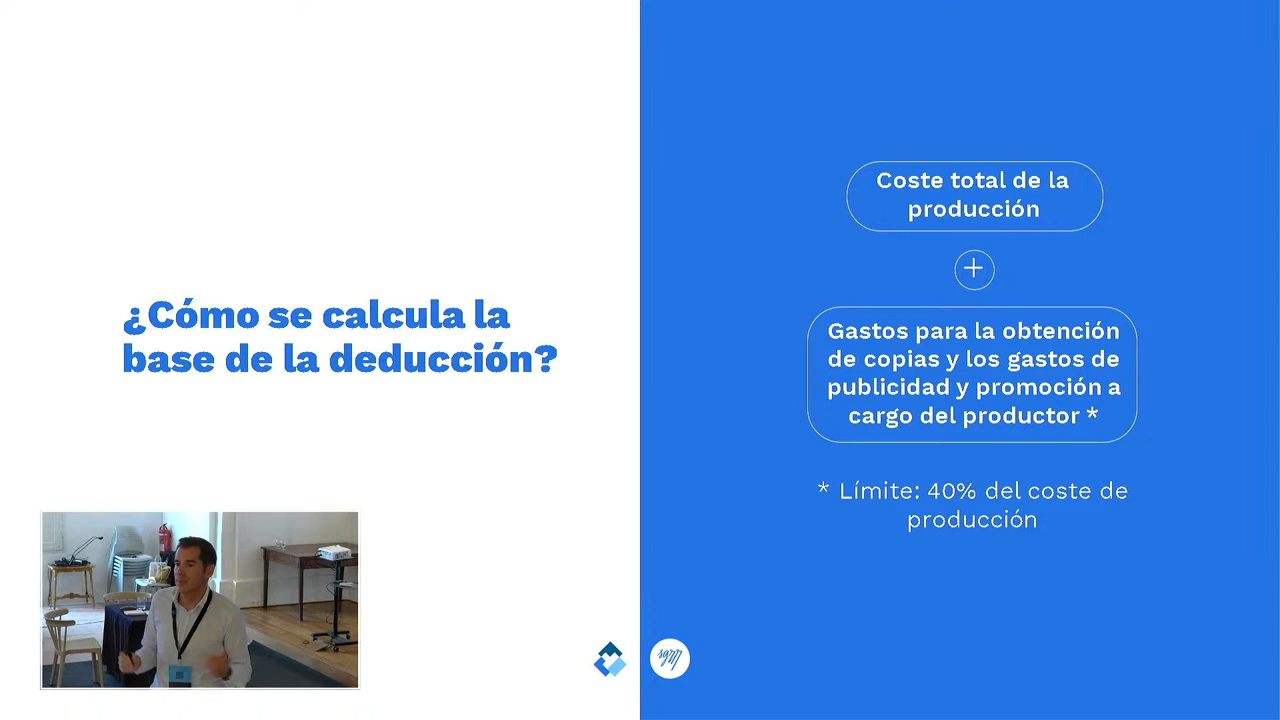 ¿Cómo se calcula la
base de la deducción?
Coste total de la
producción
+
Gastos para la obtención
de copias y los gastos de
publicidad y promoción a
cargo del productor *
* Límite: 40% del coste de
producción